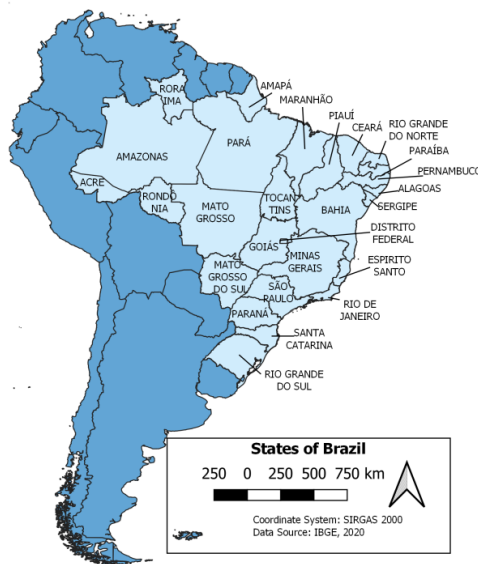 RORA
IMA
AMAPÁ
MARANHÃO
PIAUÍ
CEARÁ
RIO GRANDE
DO NORTE
PARAÍBA
PERNAMBUCO
ALAGOAS
SERGIPE
AMAZONAS
PARÁ
ACRE
RONDO
NIA
MATO
GROSSO
TOCAN
TINS
BAHIA
DISTRITO
FEDERAL
GOIÁS
MINAS
GERAIS
ESPIRITO
SANTO
MATO
GROSSO
DO SUL
SÃO
PAULO
RIO DE
JANEIRO
PARANÁ
SANTA
CATARINA
RIO GRANDE
DO SUL
States of Brazil
250 0 250 500 750 km
Coordinate System: SIRGAS 2000
Data Source: IBGE, 2020